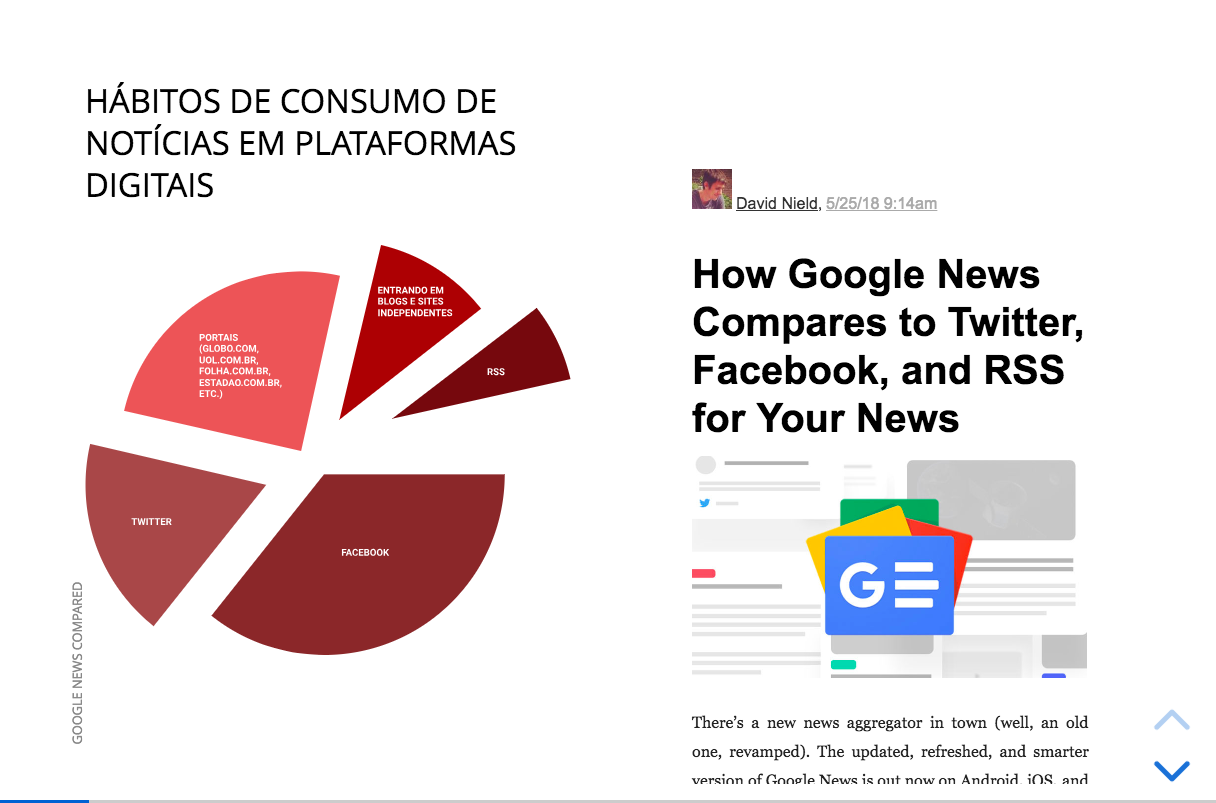 HÁBITOS DE CONSUMO DE
NOTÍCIAS EM PLATAFORMAS
DIGITAIS
ENTRANDO EM
BLOGS E SITES
INDEPENDENTES
PORTAIS
(GLOBO.COM,
UOL.COM.BR,
FOLHA.COM.BR,
ESTADAO.COM.BR,
ETC.)
RSS
TWITTER
FACEBOOK
GOOGLE NEWS COMPARED
David Nield, 5/25/18 9:14am
How Google News
Compares to Twitter,
Facebook, and RSS
for Your News
G
There’s a new news aggregator in town (well, an old
one, revamped). The updated, refreshed, and smarter
version of Google News is out now on Android, iOS, and